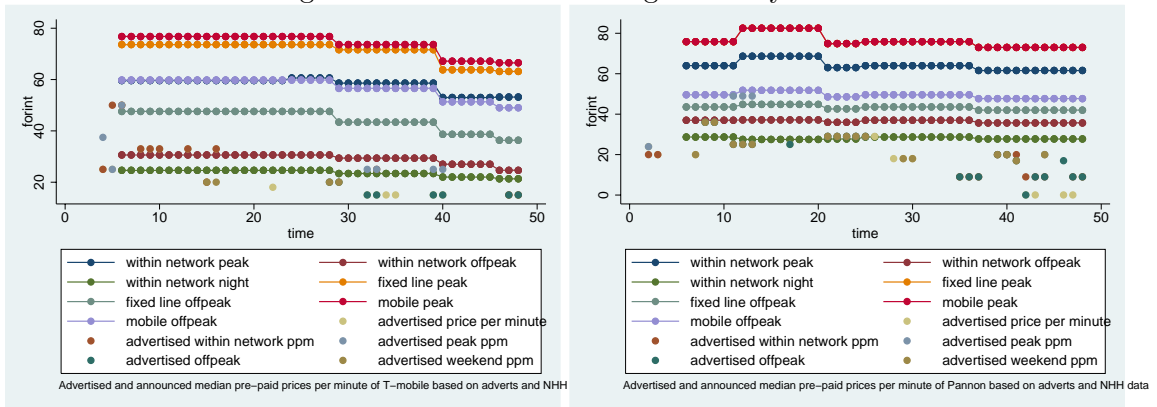 forint
80
60
40
20
0 10 20 30 40 50
time
within network peak within network offpeak
within network night fixed line peak
fixed line offpeak mobile peak
mobile offpeak advertised price per minute
advertised within network ppm advertised peak ppm
advertised offpeak advertised weekend ppm
Advertised and announced median pre−paid prices per minute of T−mobile based on adverts and NHH
forint
80
60
40
20
0
0 10 20 30 40 50
time
within network peak within network offpeak
within network night fixed line peak
fixed line offpeak mobile peak
mobile offpeak advertised price per minute
advertised within network ppm advertised peak ppm
advertised offpeak advertised weekend ppm
Advertised and announced median pre−paid prices per minute of Pannon based on adverts and NHH data